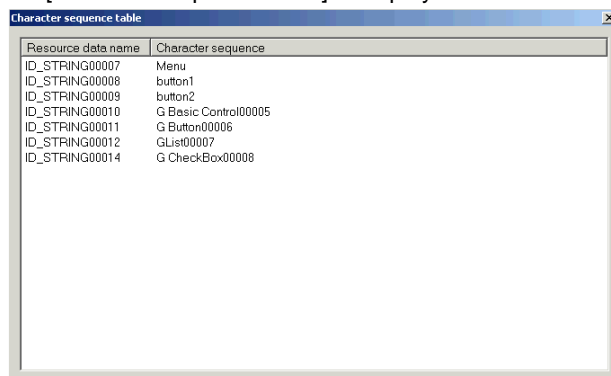 Character sequence table
Resource data name Character sequence
ID_STRING00007 Menu
ID_STRING00008 button1
ID_STRING00009 button2
ID_STRING00010 G Basic Control00005
ID_STRING00011 G Button00006
ID_STRING00012 GList00007
ID_STRING00014 G CheckBox00008